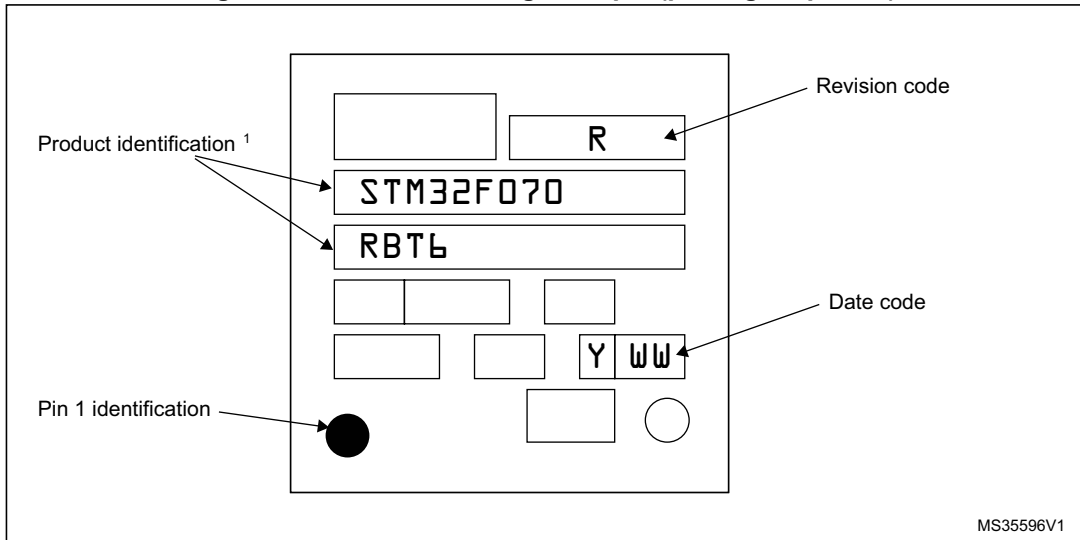 Revision code
R
Product identification 1
STM32F070
RBT6
Date code
Y WW
Pin 1 identification
MS35596V1